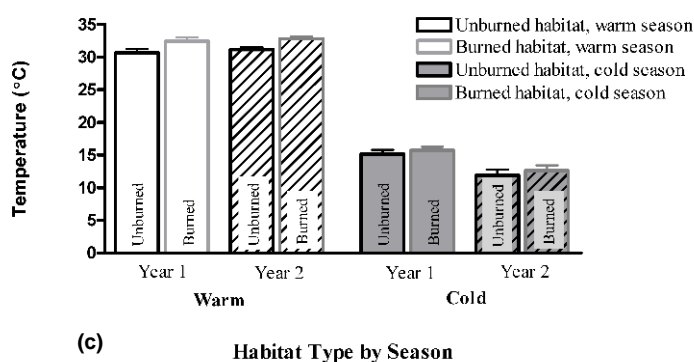 35
30
25
20
15
10
5
0
Temperature (°C)
Unburned habitat, warm season
Burned habitat, warm season
Unburned habitat, cold season
Burned habitat, cold season
Unburned
Burned
Unburned
Burned
Unburned
Burned
Unburned
Burned
Year 1
Year 2
Year 1
Year 2
Warm
Cold
(c)
Habitat Type by Season